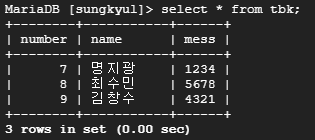 MariaDB [sungkyul]> select * from tbk;
+--------+-----------+------+
| number | name      | mess |
+--------+-----------+------+
|      7 | 명지광    | 1234 |
|      8 | 최수민    | 5678 |
|      9 | 김창수    | 4321 |
+--------+-----------+------+
3 rows in set (0.00 sec)